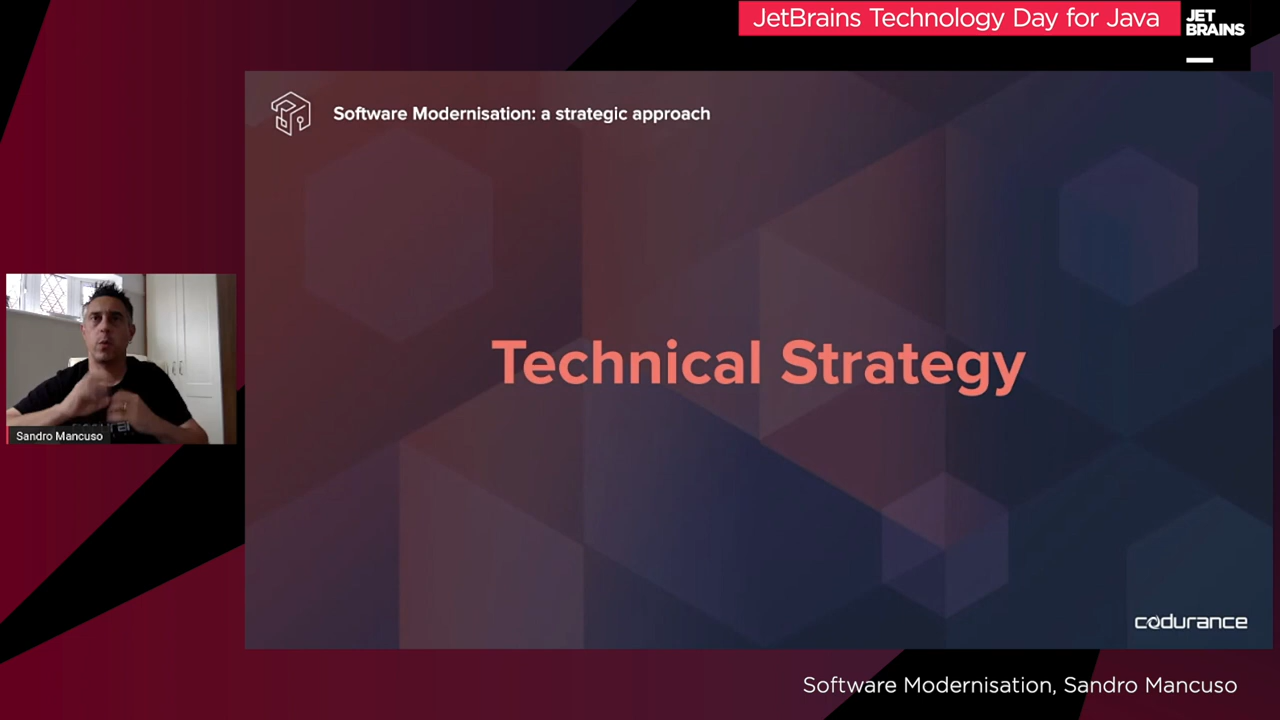 JetBrains Technology Day for Java
JET
BRAINS
Software Modernisation: a strategic approach
Technical Strategy
Sandro Mancuso
codurance
Software Modernisation, Sandro Mancuso